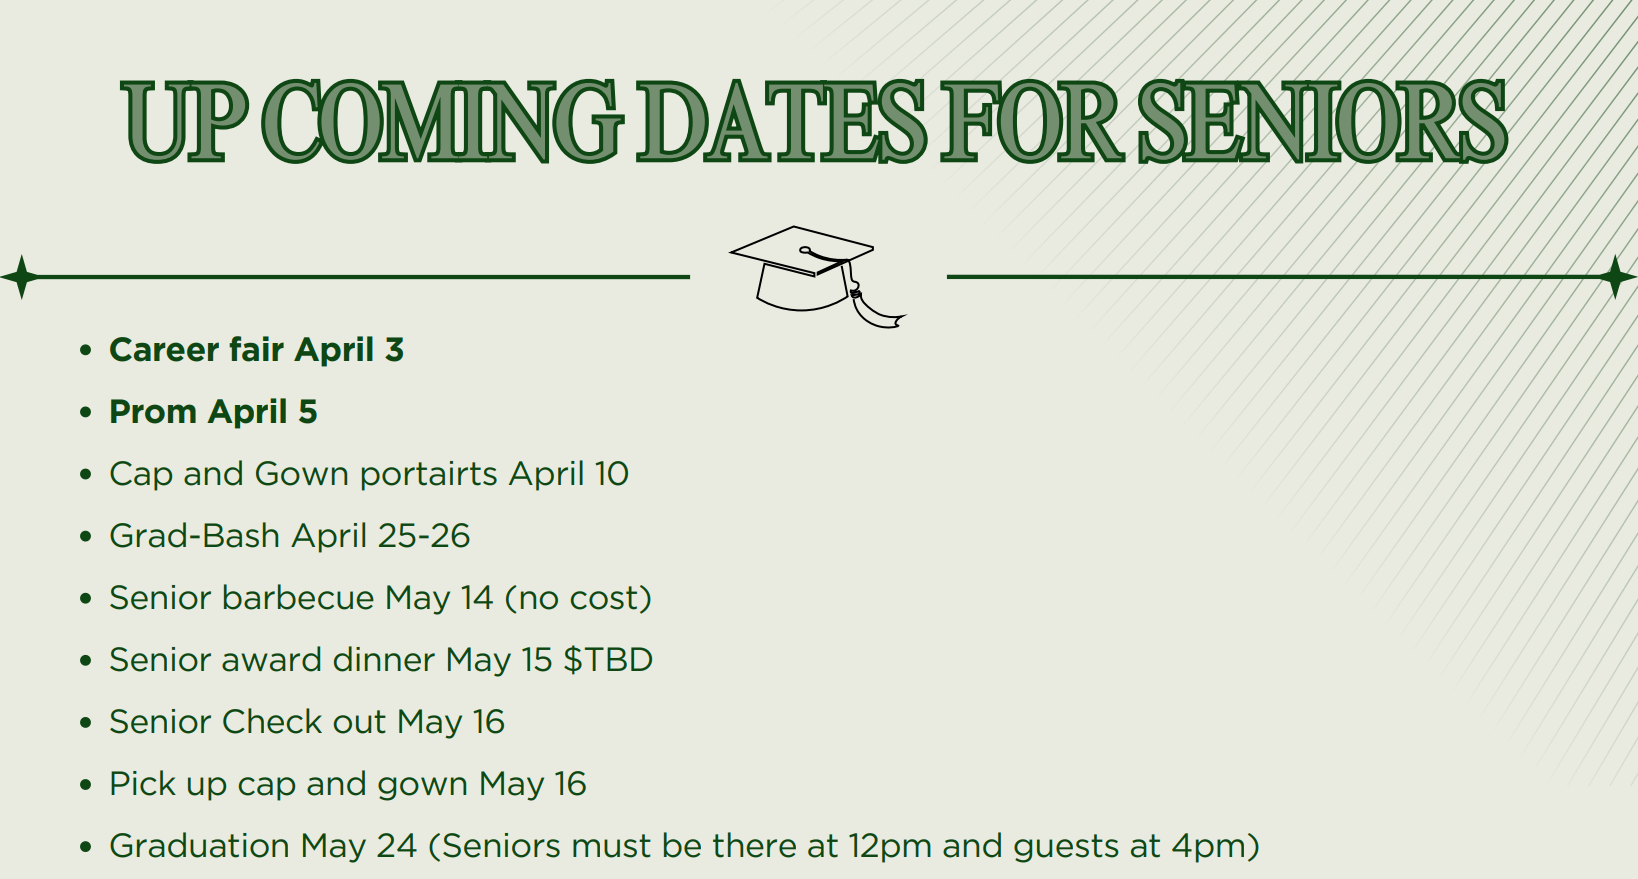 UP COMING DATES FOR SENIORS
• Career fair April 3
• Prom April 5
• Cap and Gown portairts April 10
• Grad-Bash April 25-26
• Senior barbecue May 14 (no cost)
• Senior award dinner May 15 $TBD
• Senior Check out May 16
• Pick up cap and gown May 16
• Graduation May 24 (Seniors must be there at 12pm and guests at 4pm)